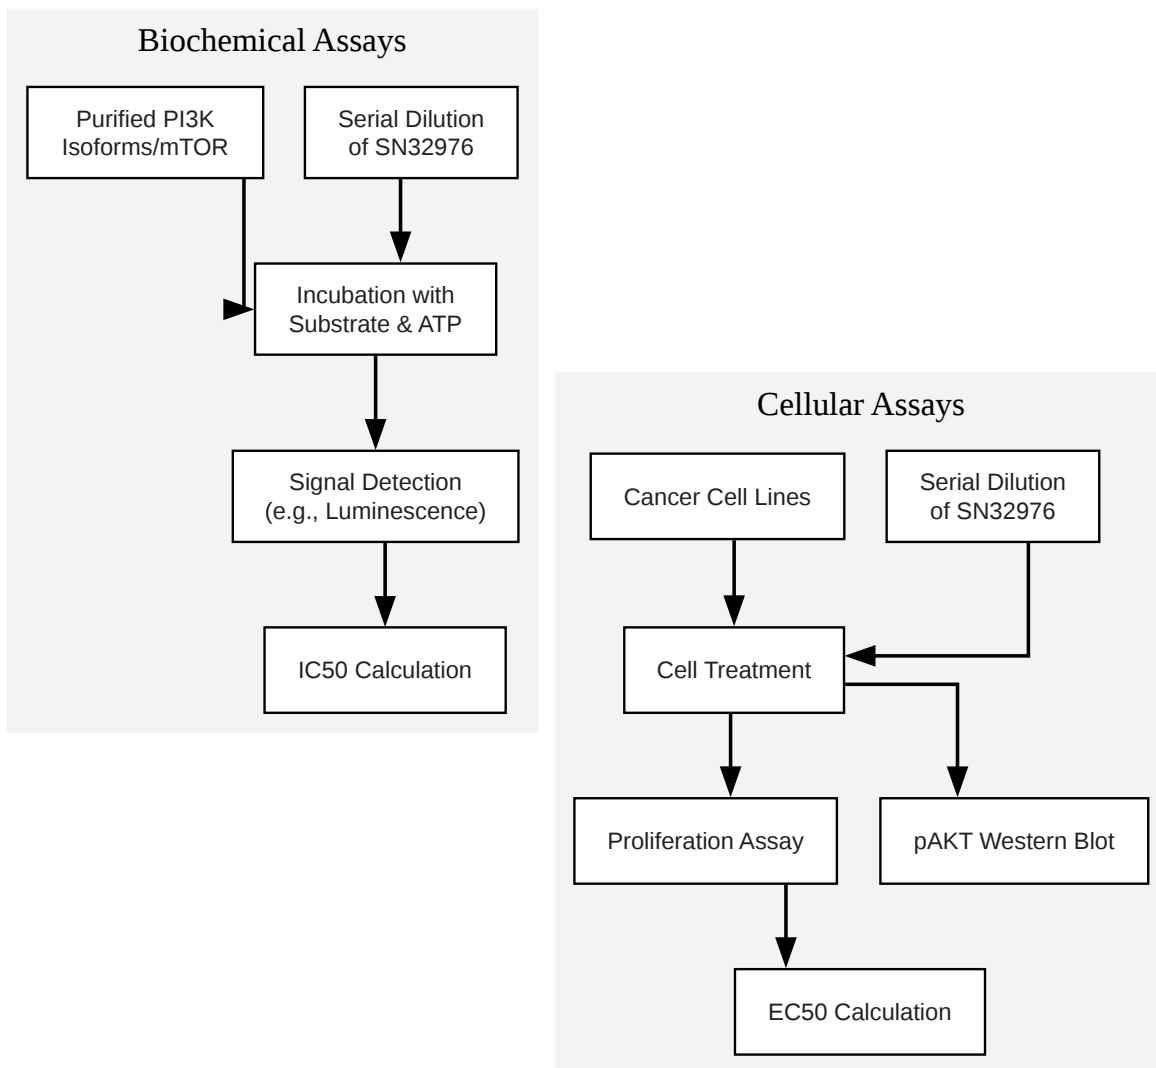 Biochemical Assays
Purified PI3K
Isoforms/mTOR
Serial Dilution
of SN32976
Incubation with
Substrate & ATP
Signal Detection
(e.g., Luminescence)
IC50 Calculation
Cellular Assays
Cancer Cell Lines
Serial Dilution
of SN32976
Cell Treatment
Proliferation Assay
pAKT Western Blot
EC50 Calculation